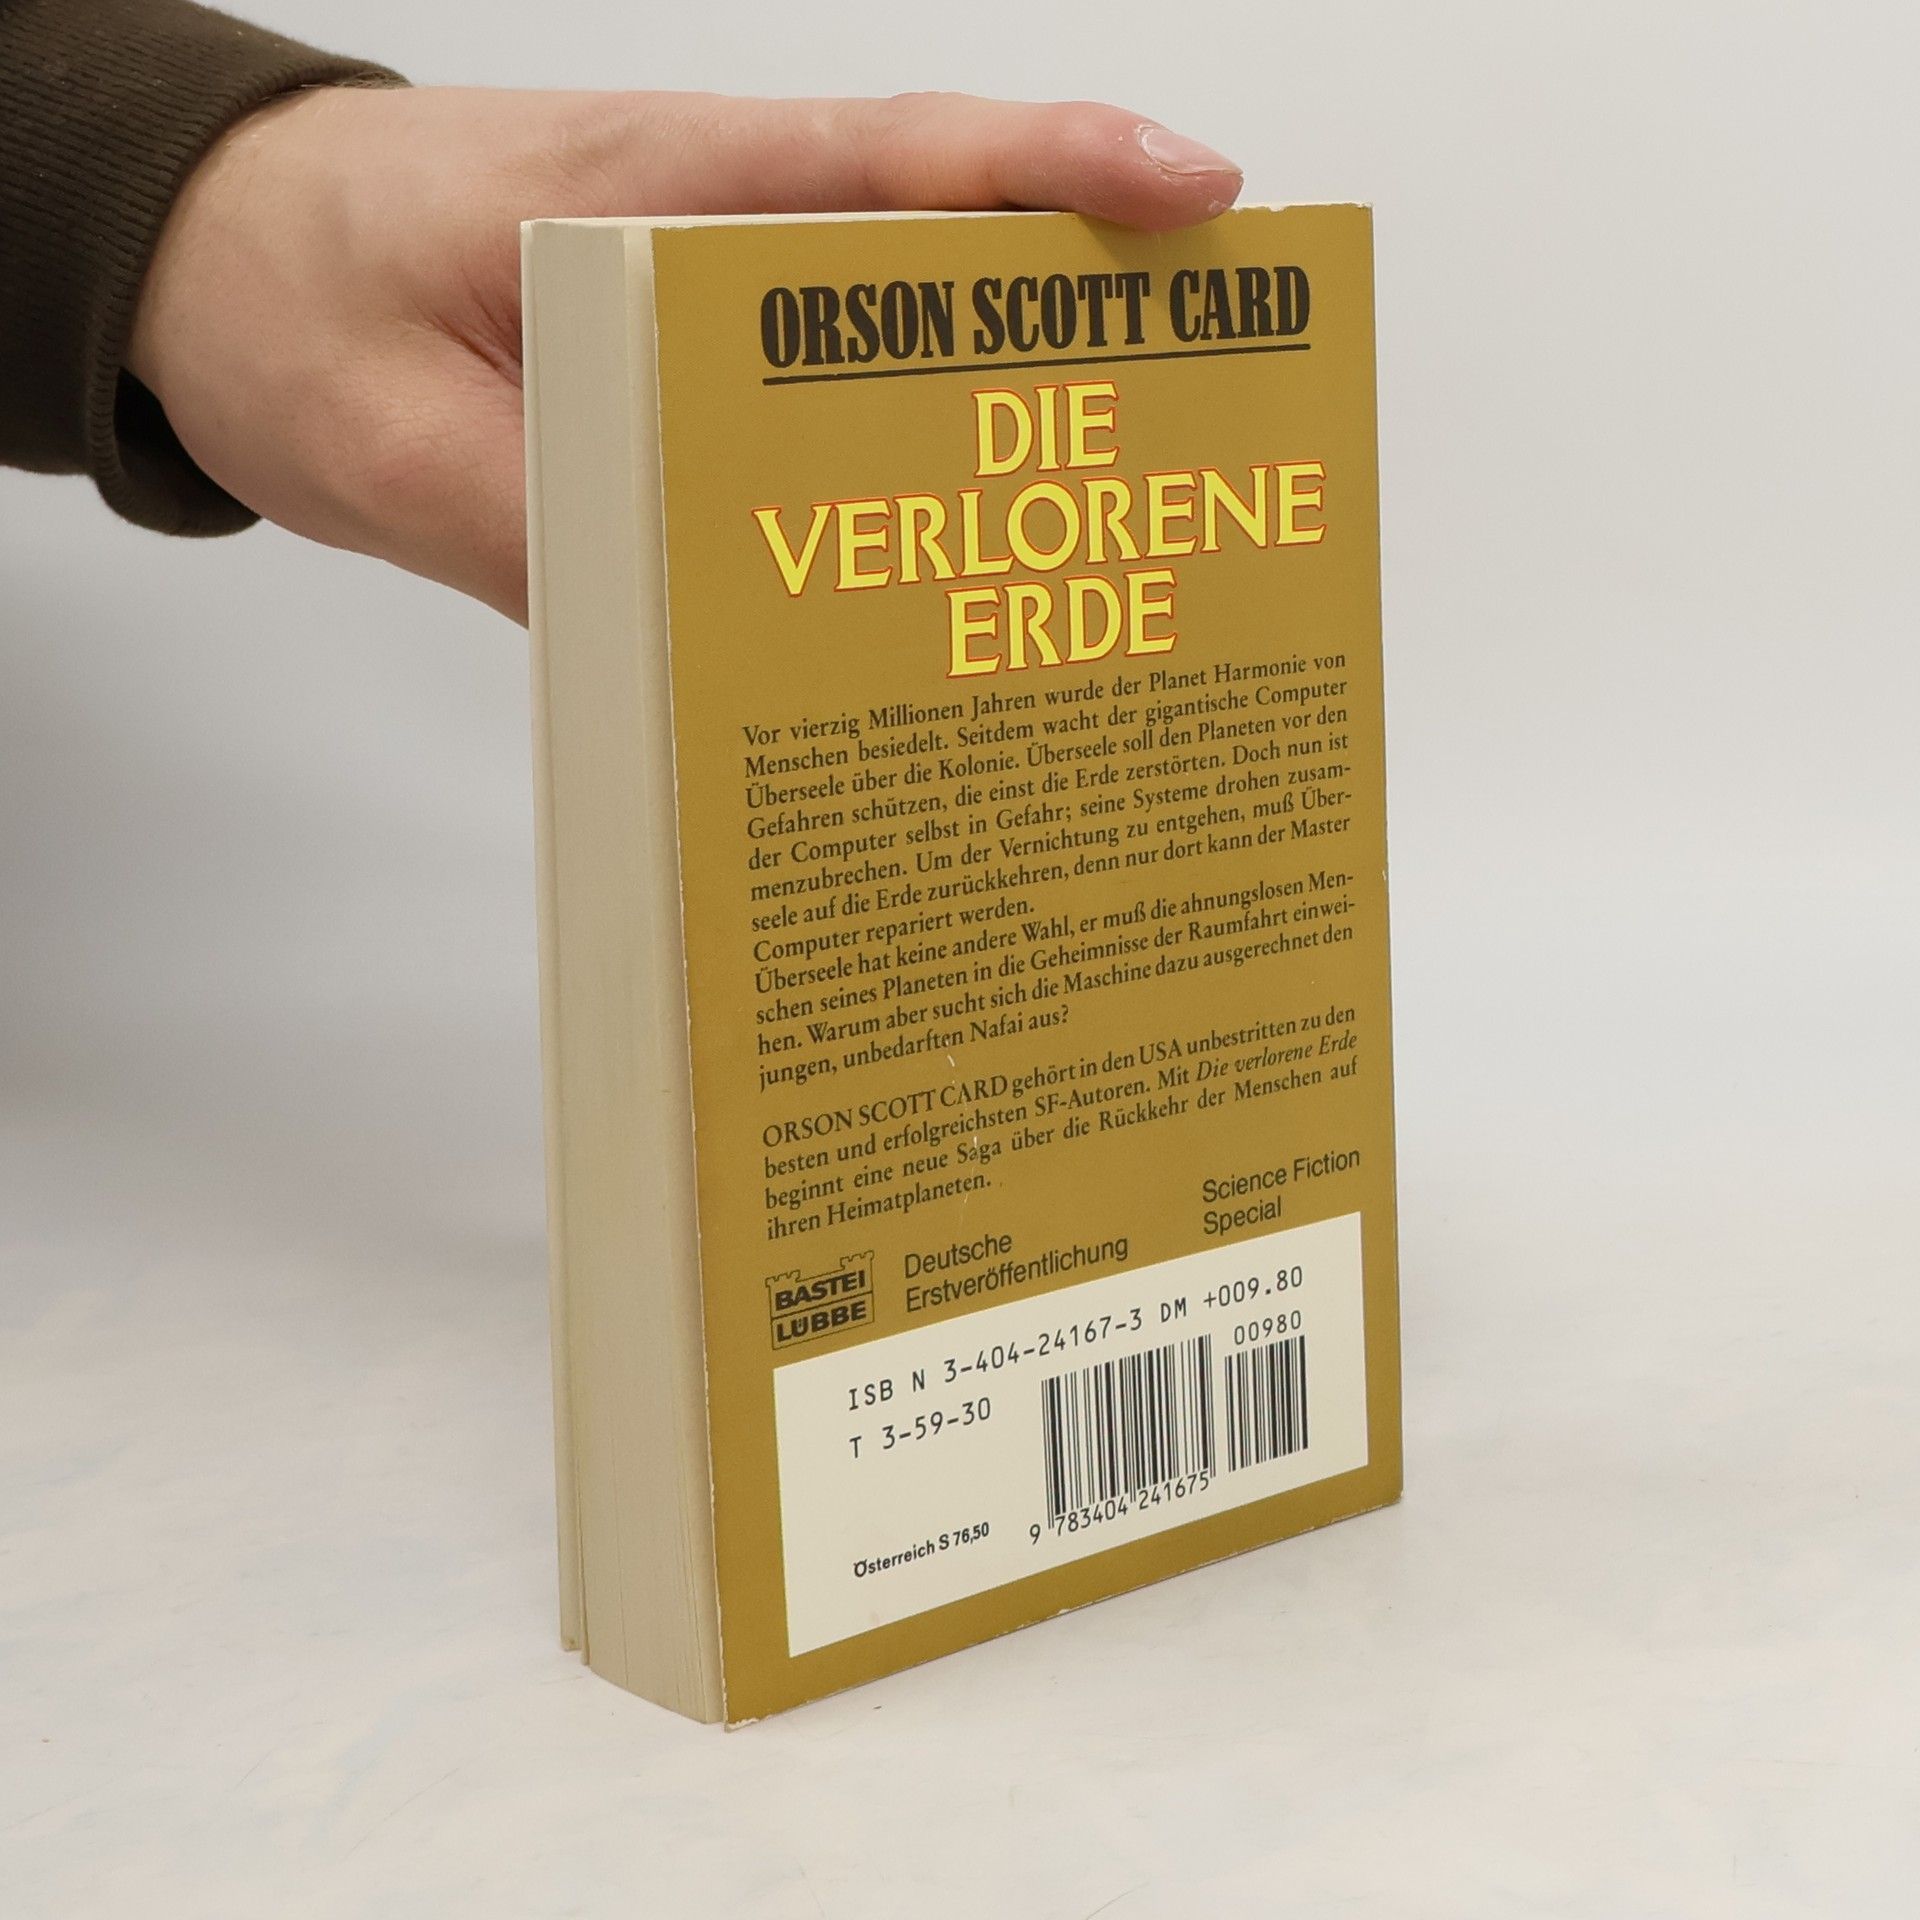 ORSON SCOTT CARD
DIE
VERLORENE
ERDE
Vor vierzig Millionen Jahren wurde der Planet Harmonie von
Menschen besiedelt. Seitdem wacht der gigantische Computer
Überseele über die Kolonie. Überseele soll den Planeten vor den
Gefahren schützen, die einst die Erde zerstörten. Doch nun ist
der Computer selbst in Gefahr; seine Systeme drohen zusam-
menzubrechen. Um der Vernichtung zu entgehen, muß Über-
seele auf die Erde zurückkehren, denn nur dort kann der Master
Computer repariert werden.
Überseele hat keine andere Wahl, er muß die ahnungslosen Men-
schen seines Planeten in die Geheimnisse der Raumfahrt einwei-
hen. Warum aber sucht sich die Maschine dazu ausgerechnet den
jungen, unbedarften Nafai aus?
ORSON SCOTT CARD gehört in den USA unbestritten zu den
besten und erfolgreichsten SF-Autoren. Mit Die verlorene Erde
beginnt eine neue Saga über die Rückkehr der Menschen auf
ihren Heimatplaneten.
BASTEI
LÜBBE
Deutsche
Erstveröffentlichung
Science Fiction
Special
ISB N 3-404-24167-3 DM +009.80
T 3-59-30
00980
9 783404 241675
Österreich S 76,50